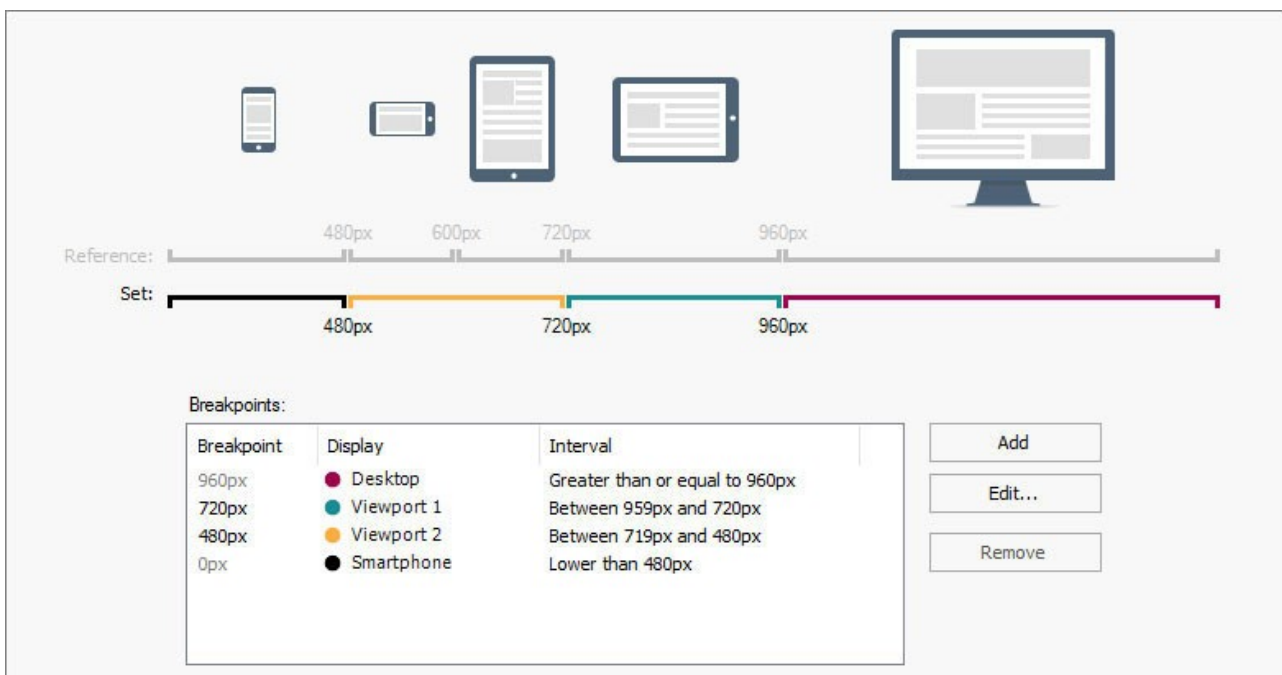 480px 600px 720px 960px
Reference:
Set:
480px 720px 960px
Breakpoints:
Breakpoint Display Interval
960px Desktop Greater than or equal to 960px
720px Viewport 1 Between 959px and 720px
480px Viewport 2 Between 719px and 480px
0px Smartphone Lower than 480px
Add
Edit...
Remove